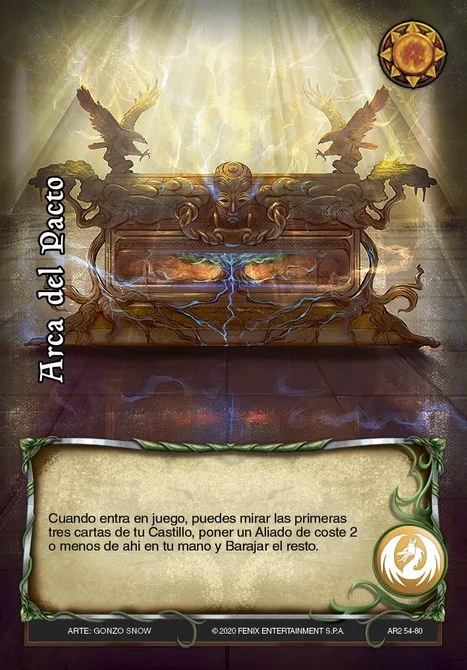 Arca del Pacto
Cuando entra en juego, puedes mirar las primeras
tres cartas de tu Castillo, poner un Aliado de coste 2
o menos de ahi en tu mano y Barajar el resto.
ARTE: GONZO SNOW © 2020 FENIX ENTERTAINMENT S.P.A. AR2 54-80